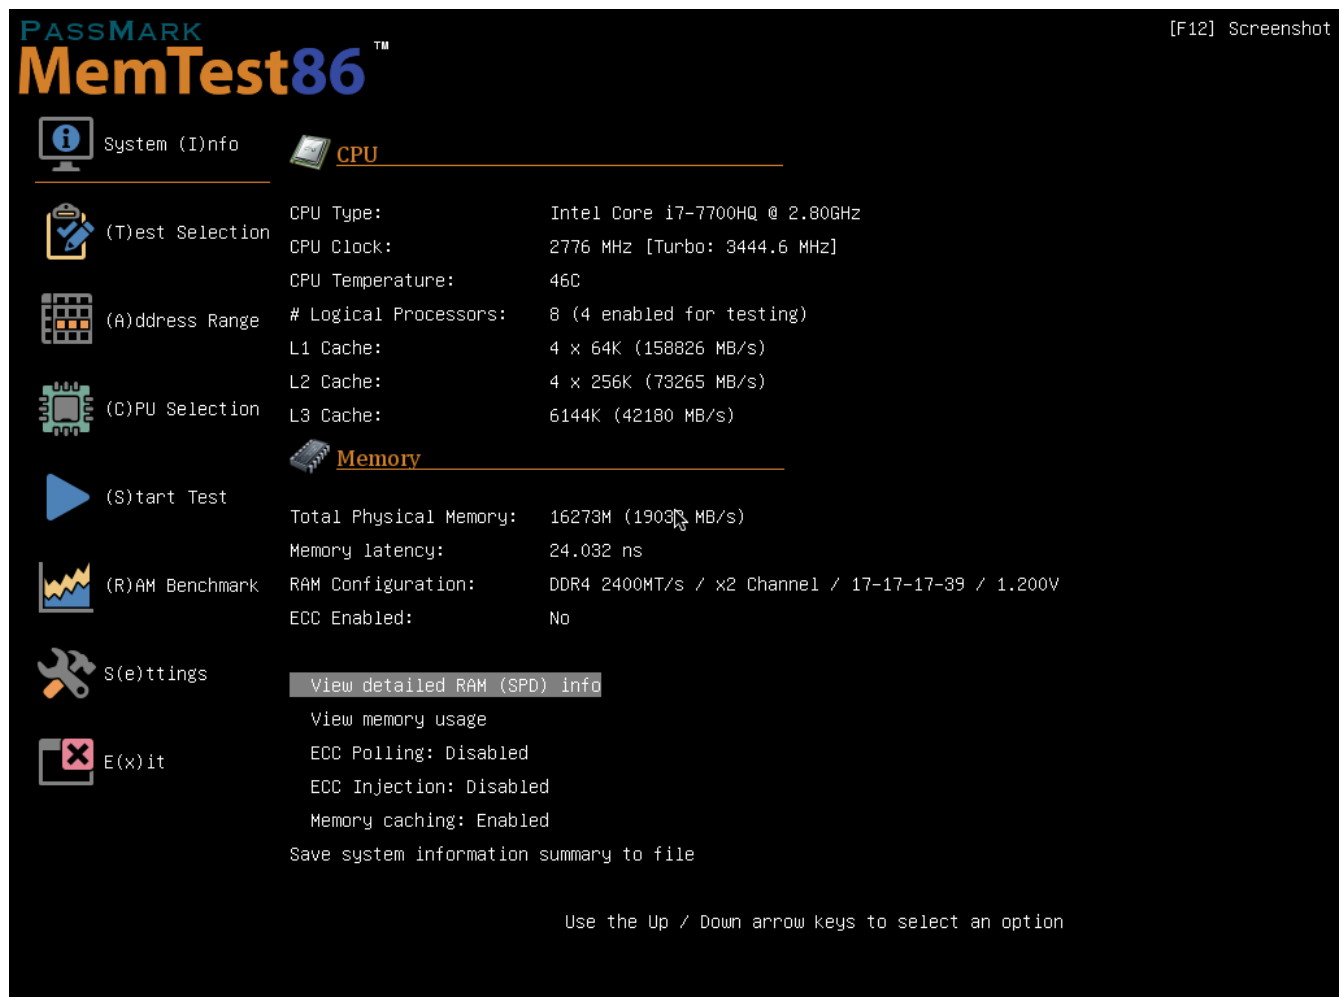 PASSMARK
MemTest86™
[F12] Screenshot
System (I)nfo
(T)est Selection
(A)ddress Range
(C)PU Selection
(S)tart Test
(R)AM Benchmark
S(e)ttings
E(x)it
CPU
CPU Type: Intel Core i7-7700HQ @ 2.80GHz
CPU Clock: 2776 MHz [Turbo: 3444.6 MHz]
CPU Temperature: 46C
# Logical Processors: 8 (4 enabled for testing)
L1 Cache: 4 x 64K (158826 MB/s)
L2 Cache: 4 x 256K (73265 MB/s)
L3 Cache: 6144K (42180 MB/s)
Memory
Total Physical Memory: 16273M MB/s)
Memory latency: 24.032 ns
RAM Configuration: DDR4 2400MT/s / x2 Channel / 17-17-17-39 / 1.200V
ECC Enabled: No
View detailed RAM (SPD) info
View memory usage
ECC Polling: Disabled
ECC Injection: Disabled
Memory caching: Enabled
Save system information summary to file
Use the Up / Down arrow keys to select an option